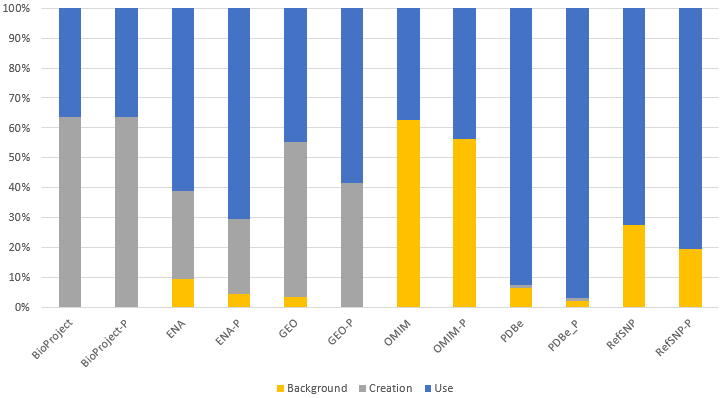 100%
90%
80%
70%
60%
50%
40%
30%
20%
10%
0%
BioProject
BioProject-P
ENA
ENA-P
GEO
GEO-P
OMIM
OMIM-P
PDBe
PDBe_P
RefSNP
RefSNP-P
Background Creation Use